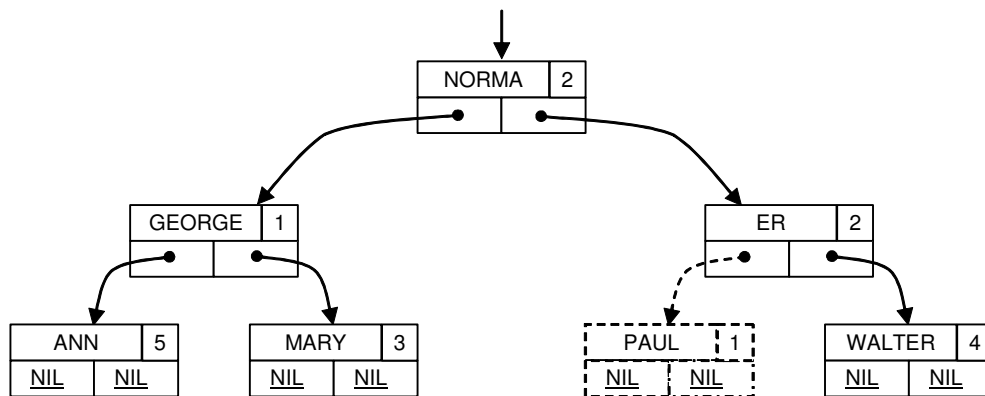 NORMA 2
GEORGE 1
ER 2
ANN 5
MARY 3
PAUL 1
WALTER 4
NIL NIL
NIL NIL
NIL NIL
NIL NIL